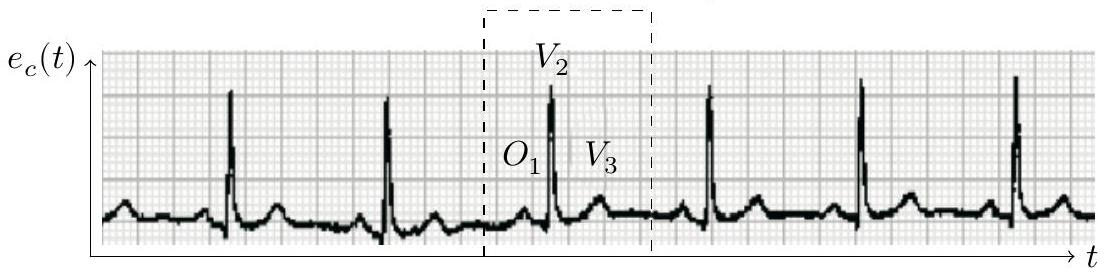 e_c(t)
V_2
O_1 V_3
t